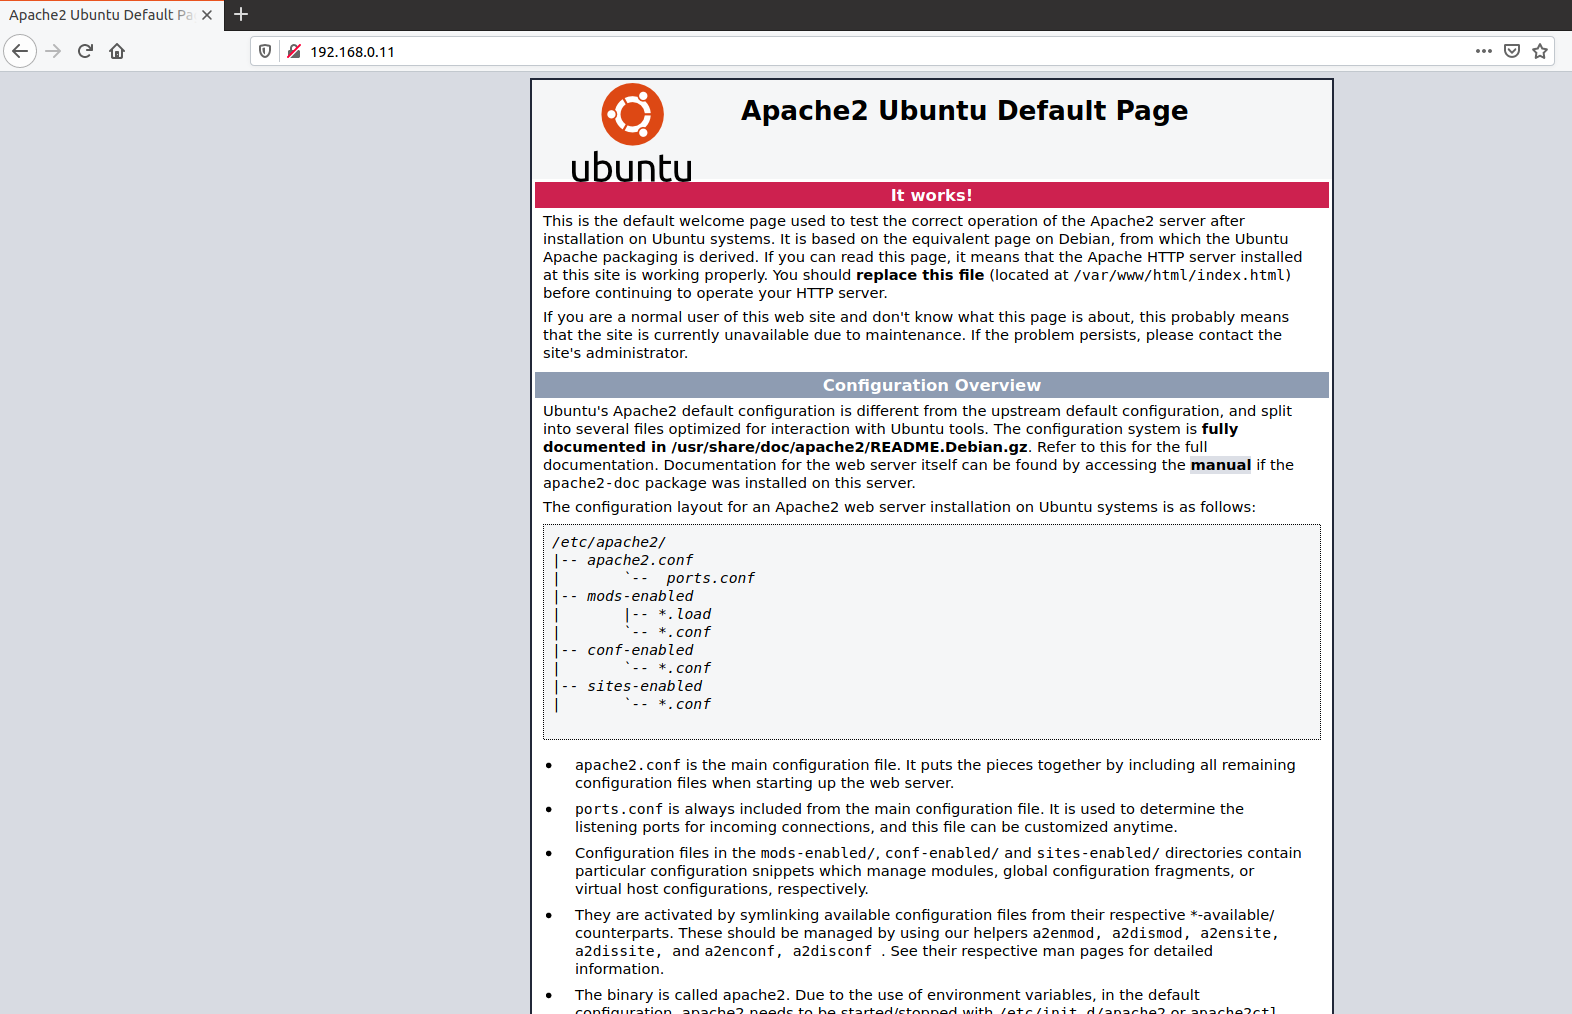 Apache2 Ubuntu Default Pa
192.168.0.11
ubuntu
Apache2 Ubuntu Default Page
It works!
This is the default welcome page used to test the correct operation of the Apache2 server after
installation on Ubuntu systems. It is based on the equivalent page on Debian, from which the Ubuntu
Apache packaging is derived. If you can read this page, it means that the Apache HTTP server installed
at this site is working properly. You should replace this file (located at /var/www/html/index.html)
before continuing to operate your HTTP server.
If you are a normal user of this web site and don't know what this page is about, this probably means
that the site is currently unavailable due to maintenance. If the problem persists, please contact the
site's administrator.
Configuration Overview
Ubuntu's Apache2 default configuration is different from the upstream default configuration, and split
into several files optimized for interaction with Ubuntu tools. The configuration system is fully
documented in /usr/share/doc/apache2/README.Debian.gz. Refer to this for the full
documentation. Documentation for the web server itself can be found by accessing the manual if the
apache2-doc package was installed on this server.
The configuration layout for an Apache2 web server installation on Ubuntu systems is as follows:
/etc/apache2/
|-- apache2.conf
|       `--  ports.conf
|-- mods-enabled
|       |-- *.load
|       `-- *.conf
|-- conf-enabled
|       `-- *.conf
|-- sites-enabled
|       `-- *.conf
• apache2.conf is the main configuration file. It puts the pieces together by including all remaining
configuration files when starting up the web server.
• ports.conf is always included from the main configuration file. It is used to determine the
listening ports for incoming connections, and this file can be customized anytime.
• Configuration files in the mods-enabled/, conf-enabled/ and sites-enabled/ directories contain
particular configuration snippets which manage modules, global configuration fragments, or
virtual host configurations, respectively.
• They are activated by symlinking available configuration files from their respective *-available/
counterparts. These should be managed by using our helpers a2enmod, a2dismod, a2ensite,
a2dissite, and a2enconf, a2disconf . See their respective man pages for detailed
information.
• The binary is called apache2. Due to the use of environment variables, in the default
configuration, apache2 needs to be started/stopped with /etc/init.d/apache2 or apache2ctl